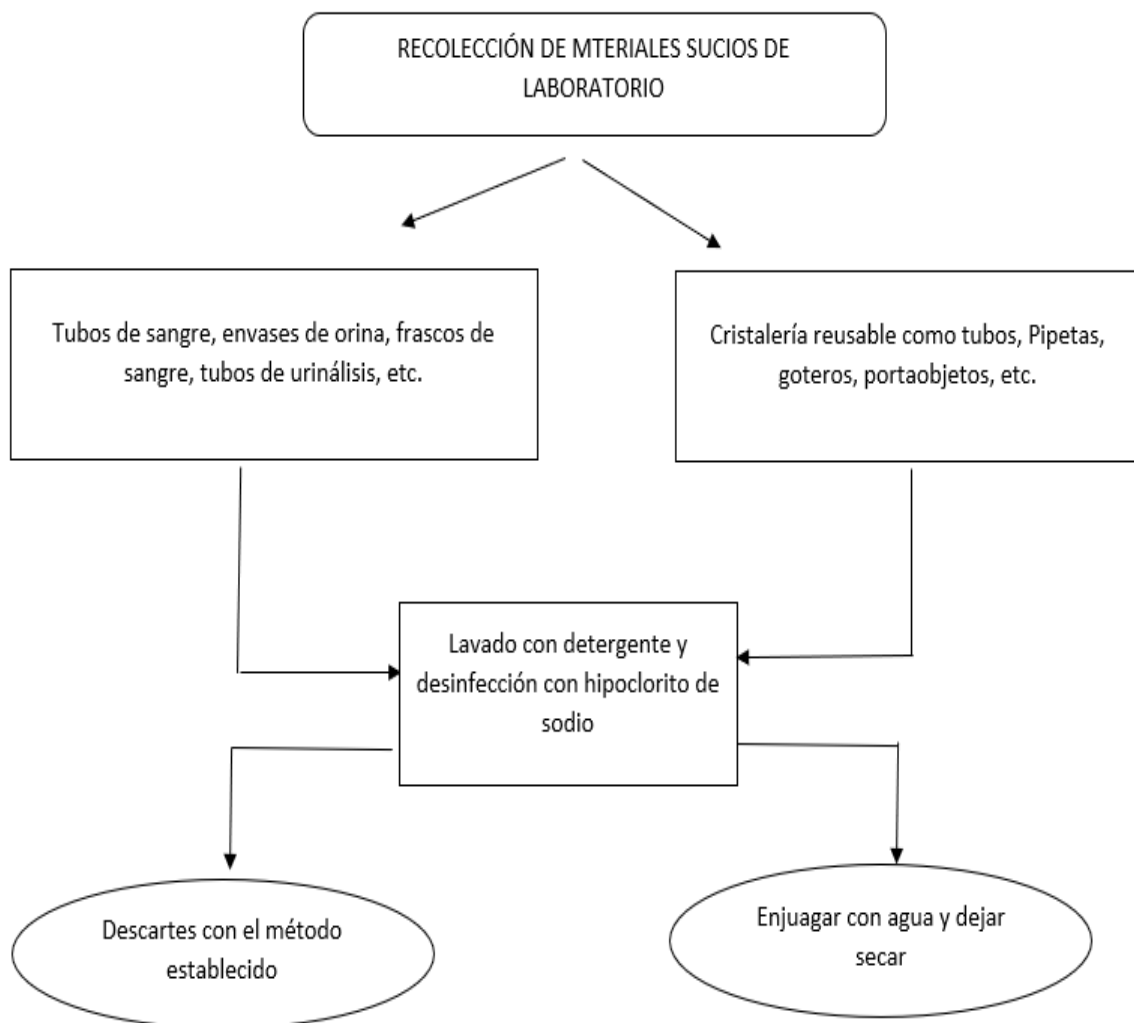 RECOLECCIÓN DE MTERIALES SUCIOS DE
LABORATORIO
Tubos de sangre, envases de orina, frascos de
sangre, tubos de urinálisis, etc.
Cristalería reusable como tubos, Pipetas,
goteros, portaobjetos, etc.
Lavado con detergente y
desinfección con hipoclorito de
sodio
Descartes con el método
establecido
Enjuagar con agua y dejar
secar